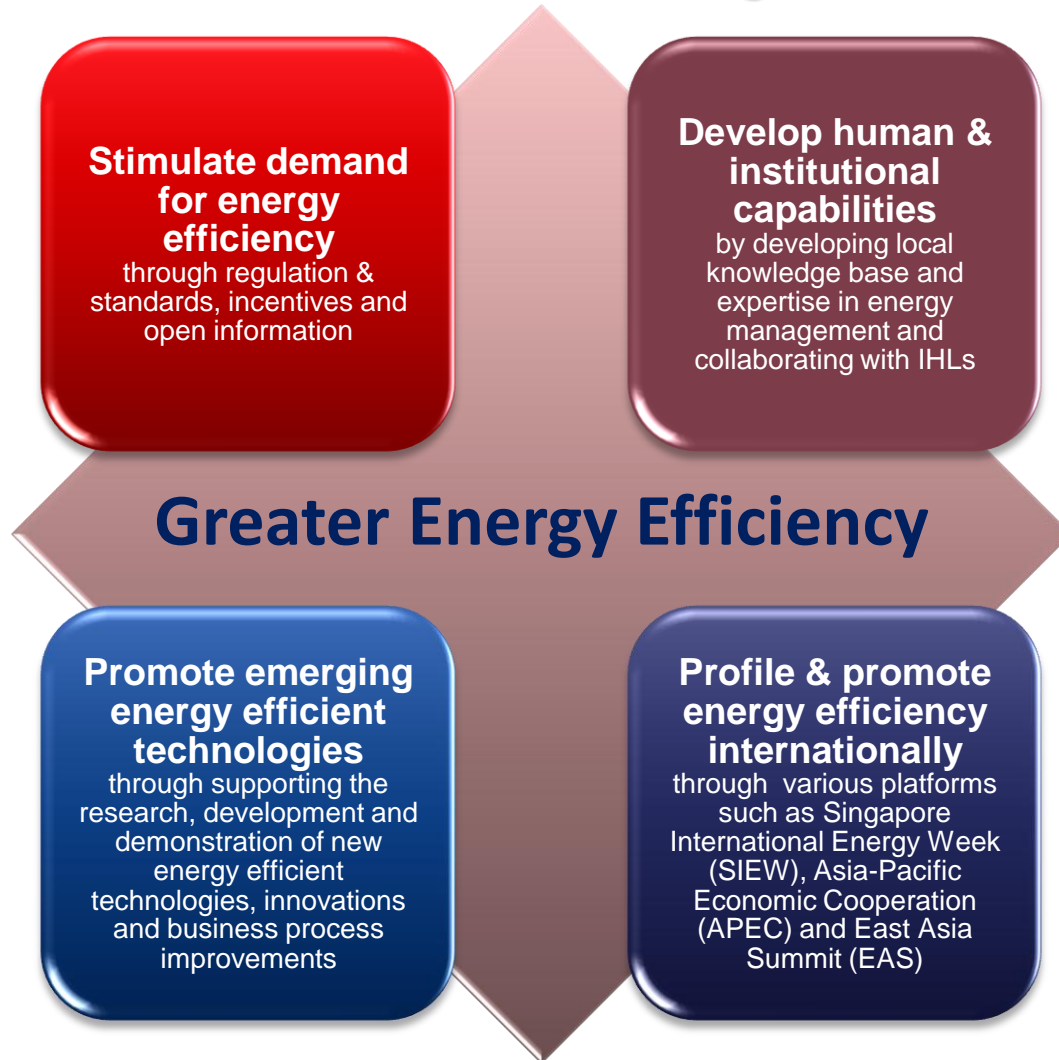 Stimulate demand
for energy
efficiency
through regulation &
standards, incentives and
open information
Develop human &
institutional
capabilities
by developing local
knowledge base and
expertise in energy
management and
collaborating with IHLs
Greater Energy Efficiency
Promote emerging
energy efficient
technologies
through supporting the
research, development and
demonstration of new
energy efficient
technologies, innovations
and business process
improvements
Profile & promote
energy efficiency
internationally
through various platforms
such as Singapore
International Energy Week
(SIEW), Asia-Pacific
Economic Cooperation
(APEC) and East Asia
Summit (EAS)